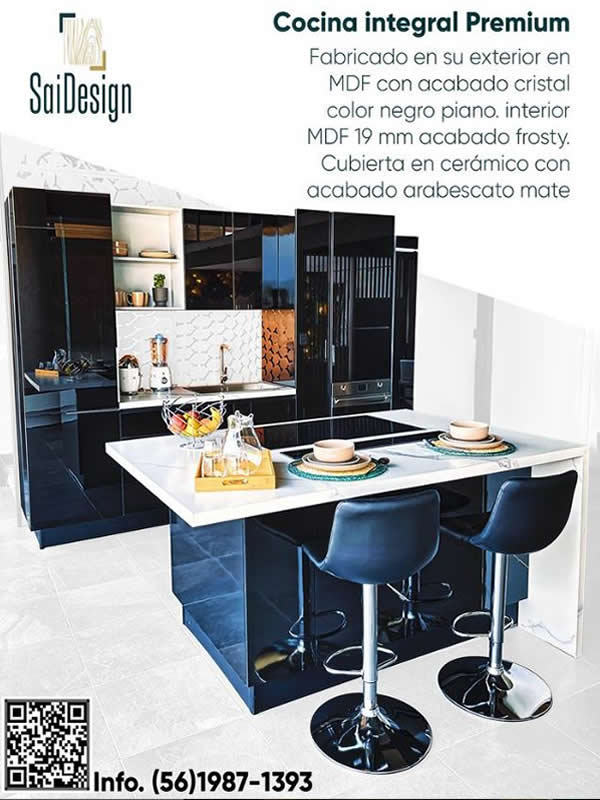 SaiDesign
Cocina integral Premium
Fabricado en su exterior en
MDF con acabado cristal
color negro piano. interior
MDF 19 mm acabado frosty.
Cubierta en cerámico con
acabado arabescato mate
Info. (56)1987-1393